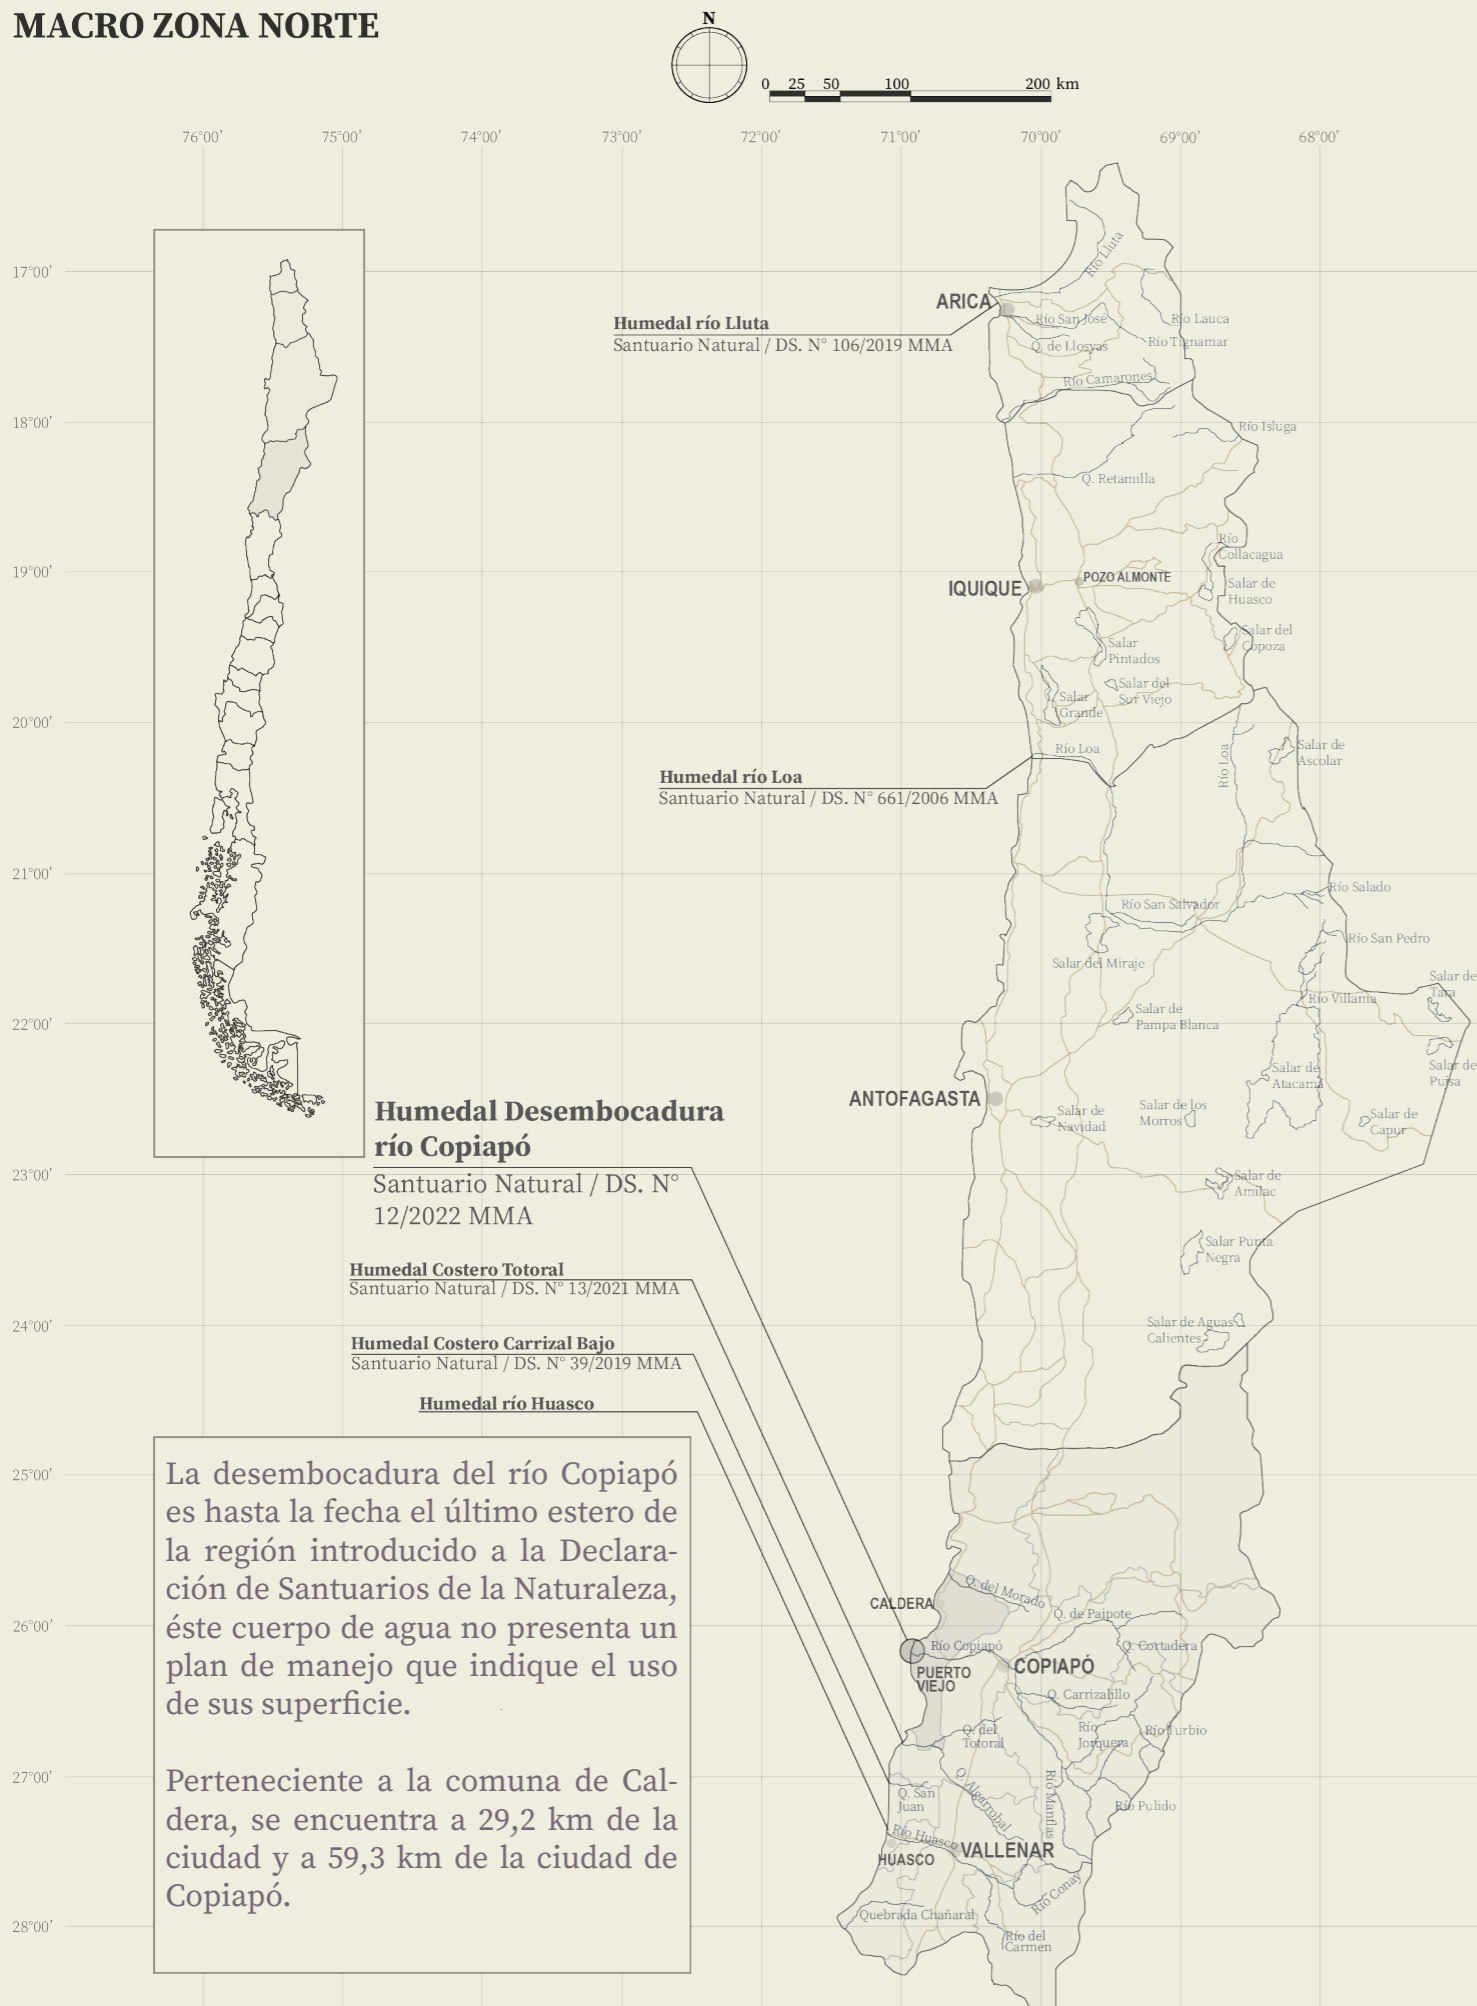 MACRO ZONA NORTE
N
0 25 50 100 200 km
76°00’ 75°00’ 74°00’ 73°00’ 72°00’ 71°00’ 70°00’ 69°00’ 68°00’
17°00’
18°00’
19°00’
20°00’
21°00’
22°00’
23°00’
24°00’
25°00’
26°00’
27°00’
28°00’
Río Lluta
ARICA
Humedal río Lluta
Santuario Natural / DS. N° 106/2019 MMA
Río San José
Río Lauca
Q. de Llosyas
Río Tignamar
Río Camarones
Río Isluga
Q. Retamilla
Río
Collacagua
IQUIQUE
POZO ALMONTE
Salar de
Huasco
Salar del
Copoza
Salar
Pintados
Salar del
Sur Viejo
Salar
Grande
Río Loa
Río Loa
Salar de
Ascolar
Humedal río Loa
Santuario Natural / DS. N° 661/2006 MMA
Río Salado
Río San Salvador
Río San Pedro
Salar del Miraje
Salar de
Tara
Río Villama
Salar de
Pampa Blanca
Salar de
Pujsa
Salar de
Atacama
ANTOFAGASTA
Salar de
Navidad
Salar de los
Morros
Salar de
Capur
Humedal Desembocadura
río Copiapó
Santuario Natural / DS. N°
12/2022 MMA
Salar de
Amilac
Salar Punta
Negra
Humedal Costero Totoral
Santuario Natural / DS. N° 13/2021 MMA
Salar de Aguas
Calientes
Humedal Costero Carrizal Bajo
Santuario Natural / DS. N° 39/2019 MMA
Humedal río Huasco
La desembocadura del río Copiapó
es hasta la fecha el último estero de
la región introducido a la Declara-
ción de Santuarios de la Naturaleza,
éste cuerpo de agua no presenta un
plan de manejo que indique el uso
de sus superficie.
Perteneciente a la comuna de Cal-
dera, se encuentra a 29,2 km de la
ciudad y a 59,3 km de la ciudad de
Copiapó.
Q. del Morado
CALDERA
Q. de Paipote
Río Copiapó
Q. Cortadera
PUERTO
VIEJO
COPIAPÓ
Q. Carrizalillo
Q. del
Totoral
Río
Jorquera
Río Turbio
Q. Algarrobal
Río Manflas
Q. San
Juan
Río Pulido
Río Huasco
VALLENAR
HUASCO
Río Conay
Quebrada Chañaral
Río del
Carmen